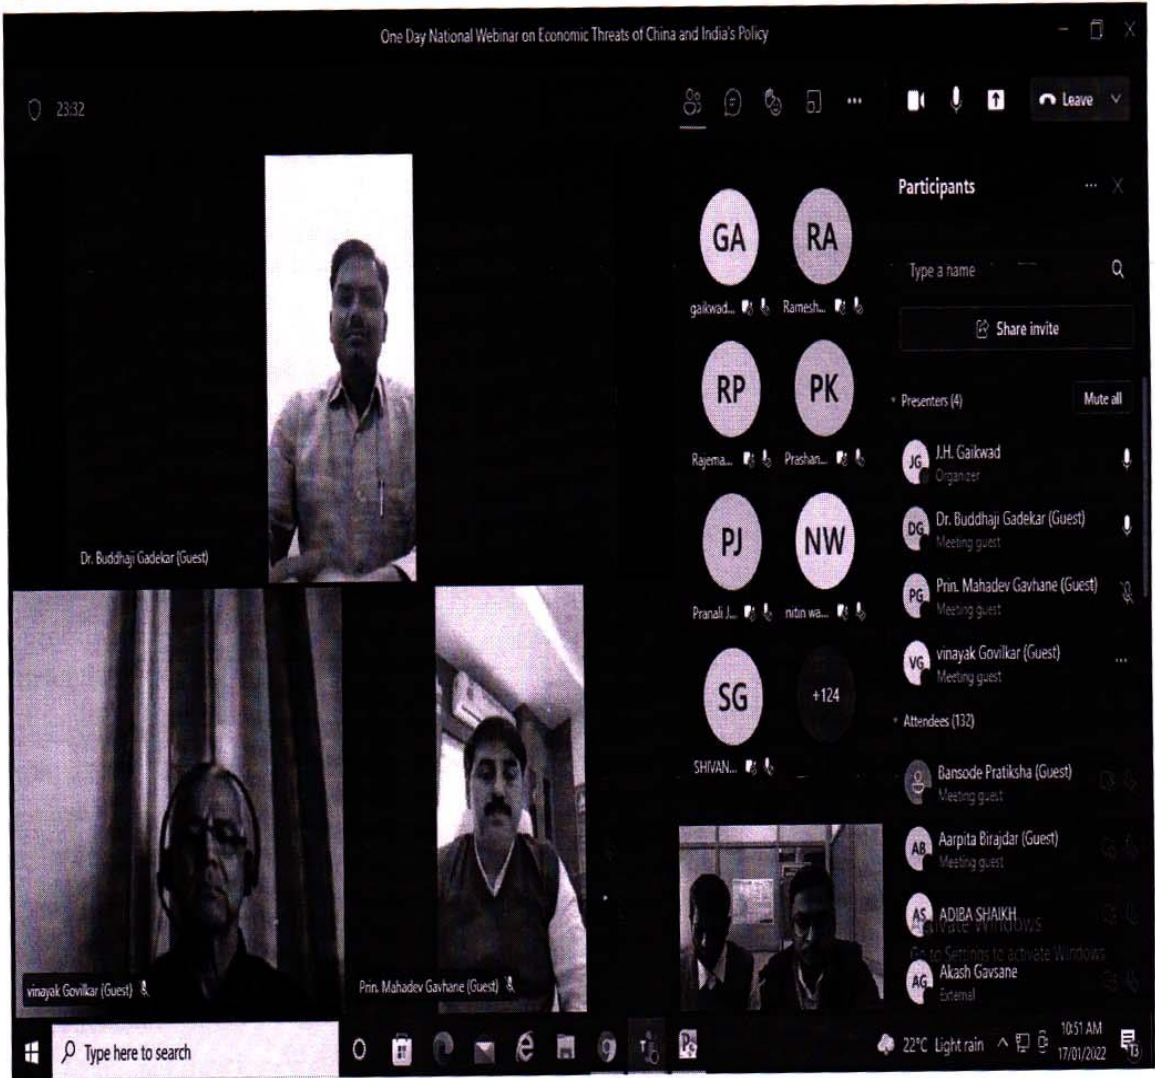 One Day National Webinar on Economic Threats of China and India's Policy
23:32
Leave
Dr. Buddhaji Gadekar (Guest)
vinayak Govilkar (Guest)
Prin. Mahadev Gavhane (Guest)
GA
RA
gaikwad...
Ramesh...
RP
PK
Rajema...
Prashan...
PJ
NW
Pranali J...
nitin wa...
SG
+124
SHIVAN...
Participants
Type a name
Share invite
Presenters (4)
Mute all
JG
J.H. Gaikwad
Organizer
DG
Dr. Buddhaji Gadekar (Guest)
Meeting guest
PG
Prin. Mahadev Gavhane (Guest)
Meeting guest
VG
vinayak Govilkar (Guest)
Meeting guest
Attendees (132)
Bansode Pratiksha (Guest)
Meeting guest
AB
Aarpita Birajdar (Guest)
Meeting guest
AS
ADIBA SHAIKH
Activate Windows
Go to Settings to activate Windows
AG
Akash Gavsane
External
Type here to search
22°C Light rain
10:51 AM
17/01/2022
13